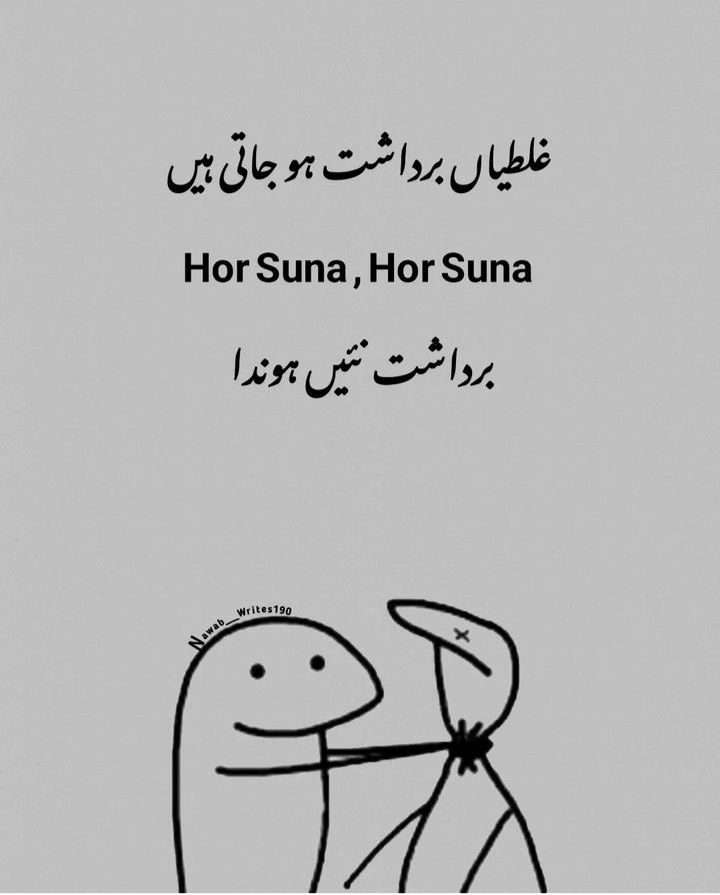 غلطیاں برداشت ہو جاتی ہیں
Hor Suna , Hor Suna
برداشت نئیں ہوندا
Nawab__Writes190